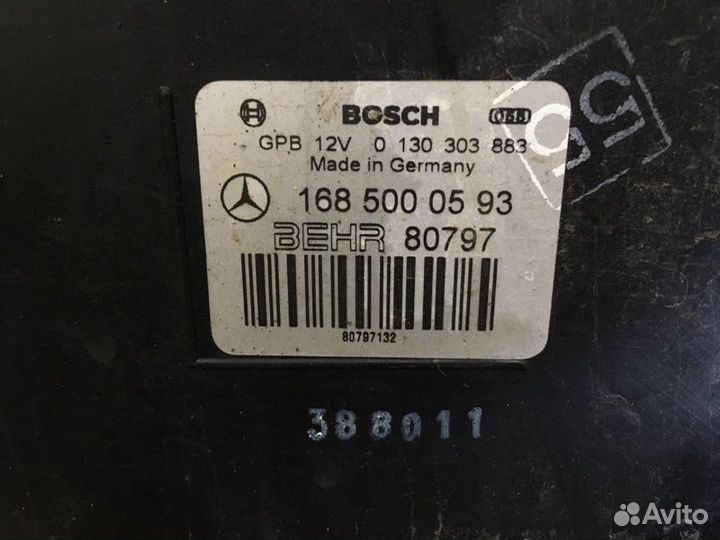 BOSCH
GPB 12V 0 130 303 883
Made in Germany
168 500 05 93
BEHR 80797
80797132
388011
55
Avito